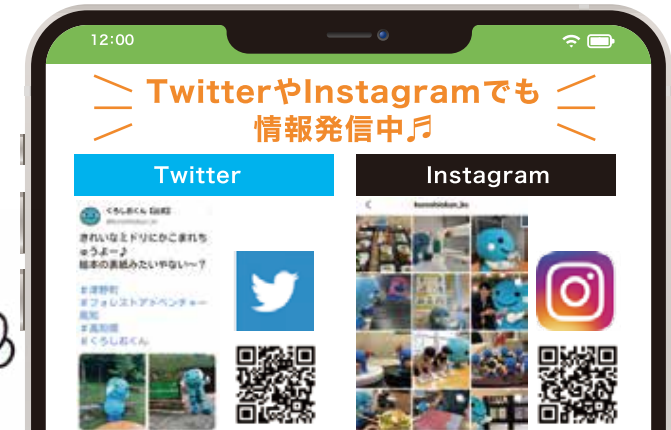 12:00
TwitterやInstagramでも
情報発信中♬
Twitter
Instagram
くろしおくん【公式】
きれいなミドリにかこまれち
ゅうよー♪
絵本の表紙みたいやない〜？
#津野町
#フォレストアドベンチャー
高知
#高知県
#くろしおくん